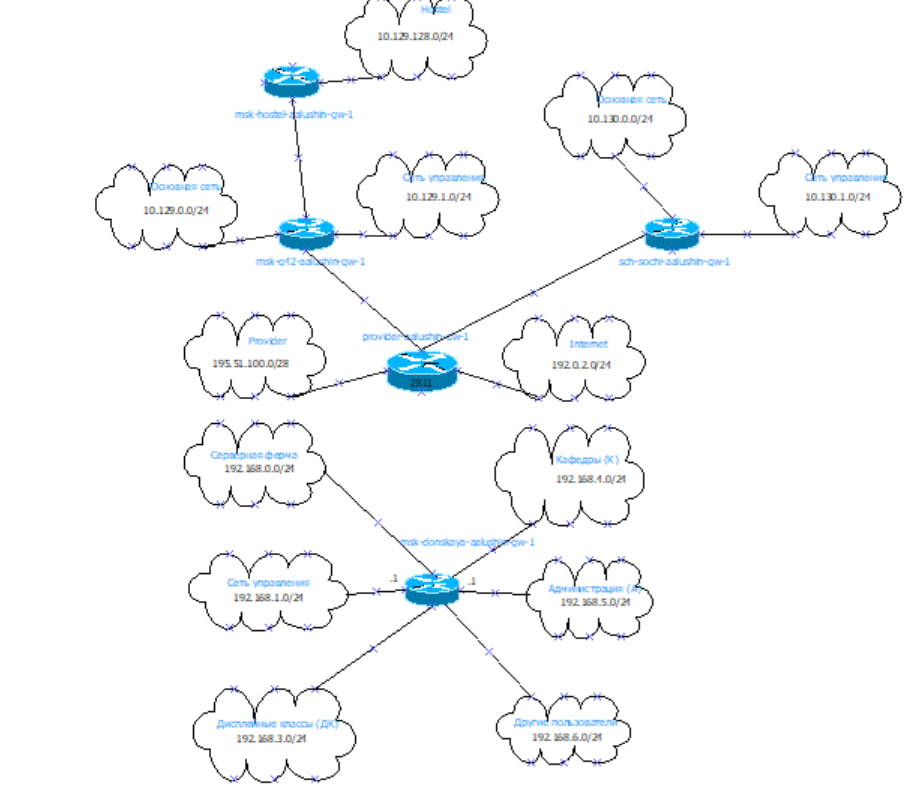 Hostel
10.129.128.0/24
msk-hostel-aalushin-gw-1
Основная сеть
10.130.0.0/24
Основная сеть
10.129.0.0/24
Сеть управления
10.129.1.0/24
Сеть управления
10.130.1.0/24
msk-q42-aalushin-gw-1
sch-sochi-aalushin-gw-1
provider-aalushin-gw-1
Provider
195.51.100.0/28
Internet
192.0.2.0/24
2811
Серверная ферма
192.168.0.0/24
Кафедры (К)
192.168.4.0/24
msk-donskaya-aalushin-gw-1
Сеть управления
192.168.1.0/24
.1
.1
Администрация (А)
192.168.5.0/24
Дисплейные классы (ДК)
192.168.3.0/24
Другие пользователи
192.168.6.0/24